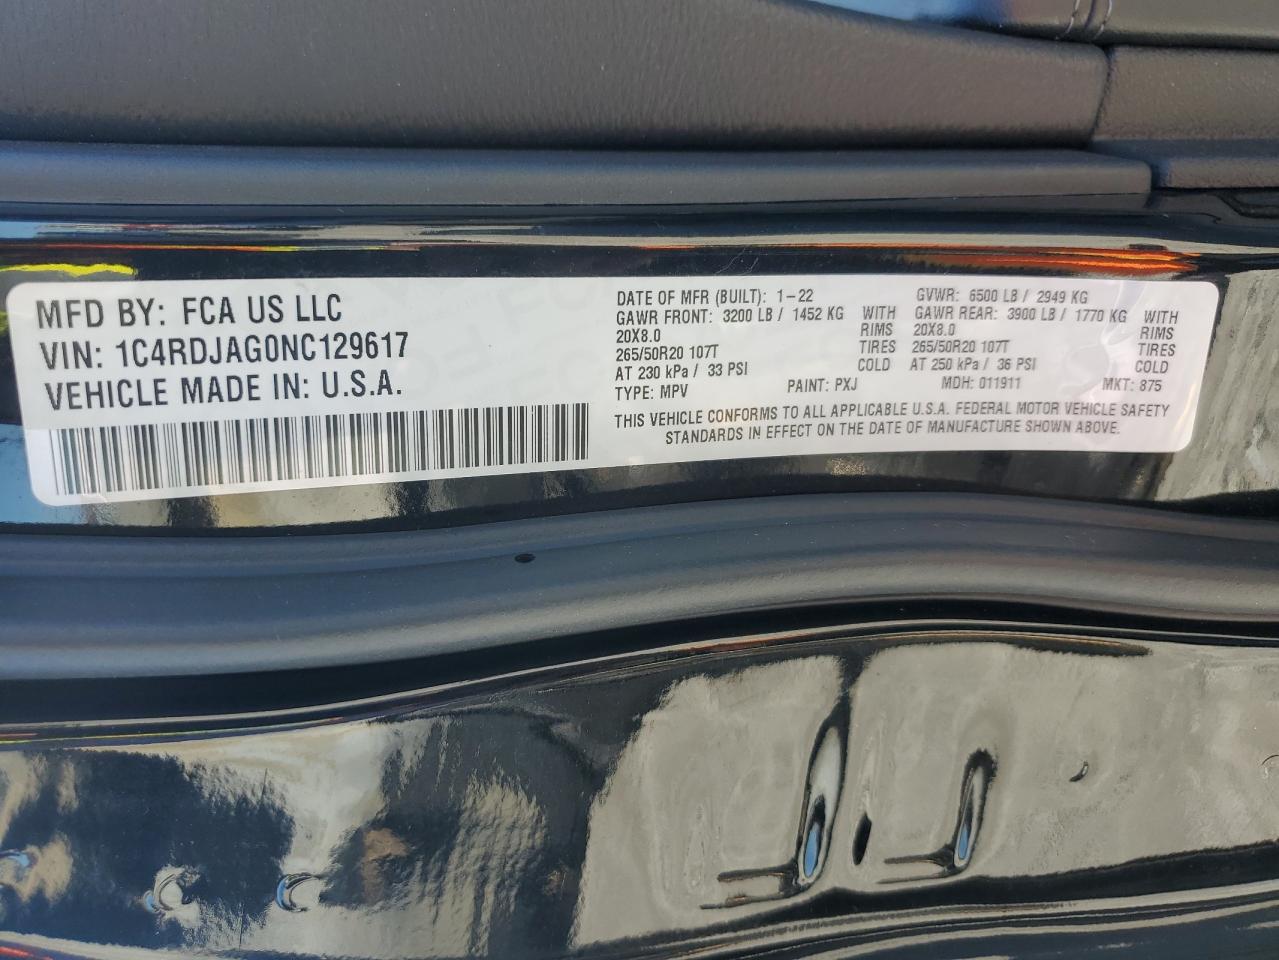 MFD BY: FCA US LLC
VIN: 1C4RDJAG0NC129617
VEHICLE MADE IN: U.S.A.
DATE OF MFR (BUILT): 1-22 GVWR: 6500 LB / 2949 KG
GAWR FRONT: 3200 LB / 1452 KG WITH GAWR REAR: 3900 LB / 1770 KG WITH
20X8.0 RIMS 20X8.0 RIMS
265/50R20 107T TIRES 265/50R20 107T TIRES
AT 230 kPa / 33 PSI COLD AT 250 kPa / 36 PSI COLD
TYPE: MPV PAINT: PXJ MDH: 011911 MKT: 875
THIS VEHICLE CONFORMS TO ALL APPLICABLE U.S.A. FEDERAL MOTOR VEHICLE SAFETY
STANDARDS IN EFFECT ON THE DATE OF MANUFACTURE SHOWN ABOVE.